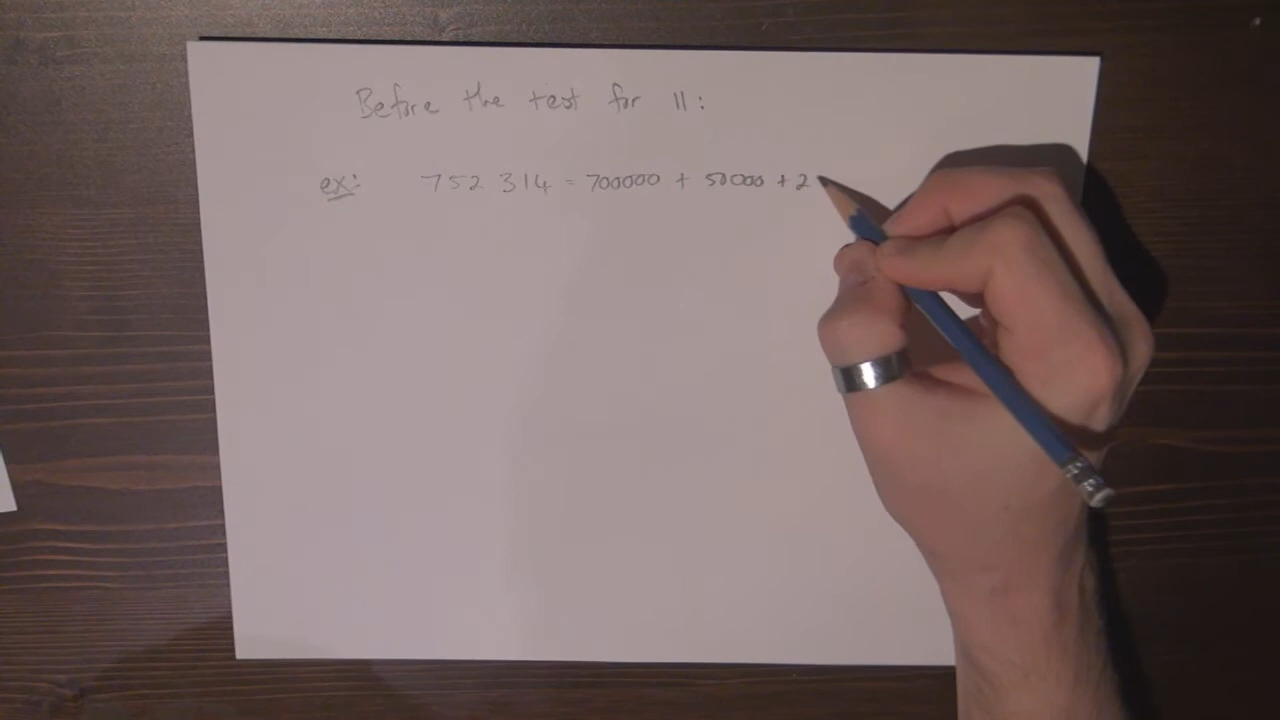 Before the test for 11:
ex: 752 314 = 700000 + 50000 + 2